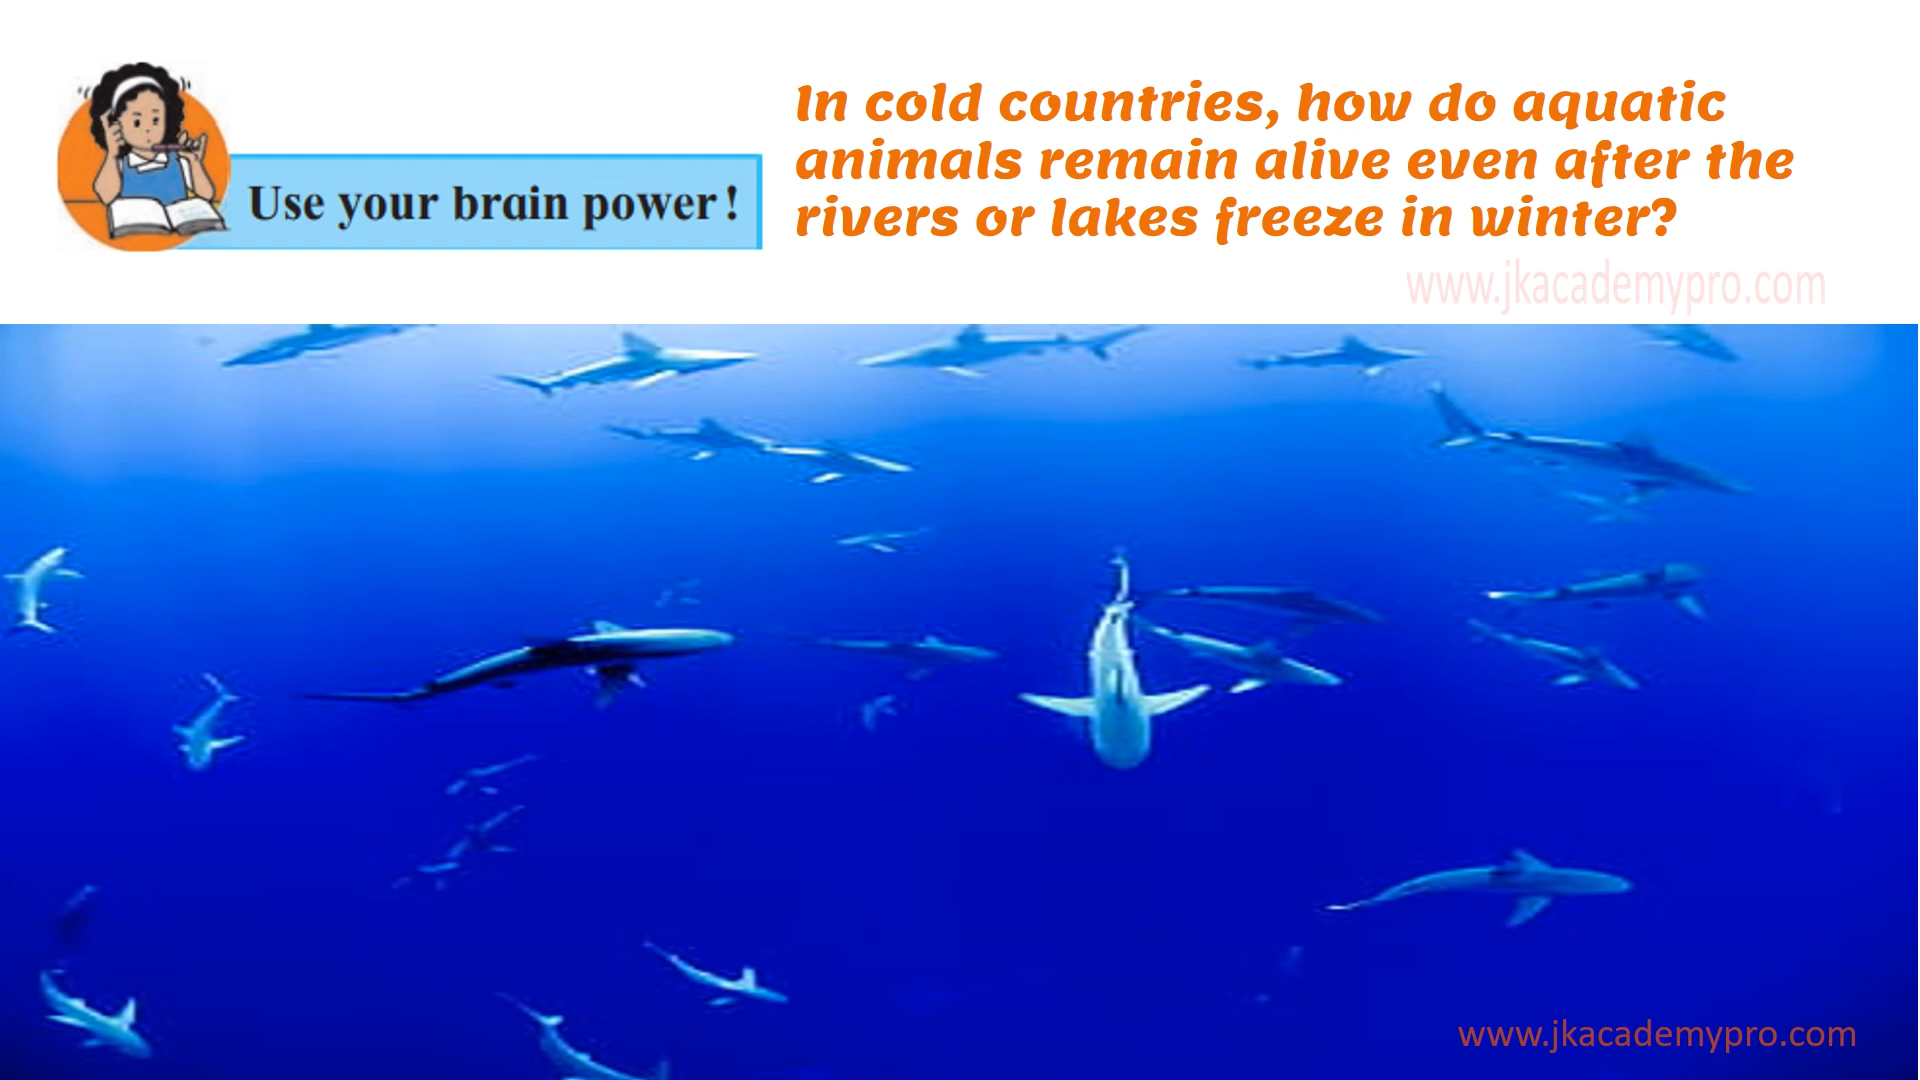 Use your brain power!
In cold countries, how do aquatic
animals remain alive even after the
rivers or lakes freeze in winter?
www.jkacademypro.com
www.jkacademypro.com